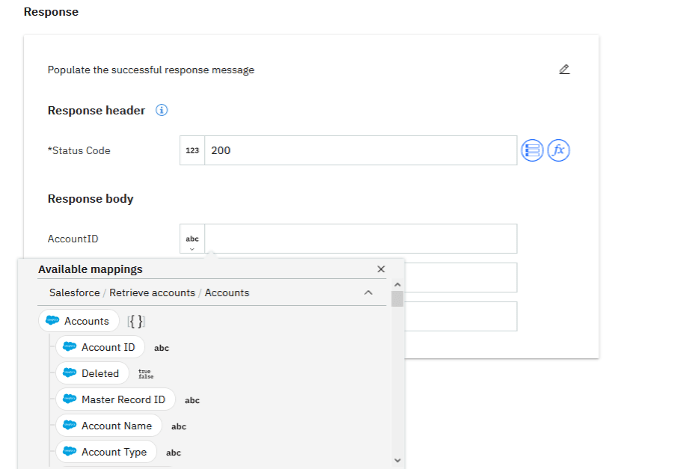 Response
Populate the successful response message
Response header
*Status Code 123 200 fx
Response body
AccountID abc
Available mappings
Salesforce / Retrieve accounts / Accounts
Accounts { }
Account ID abc
Deleted true false
Master Record ID abc
Account Name abc
Account Type abc